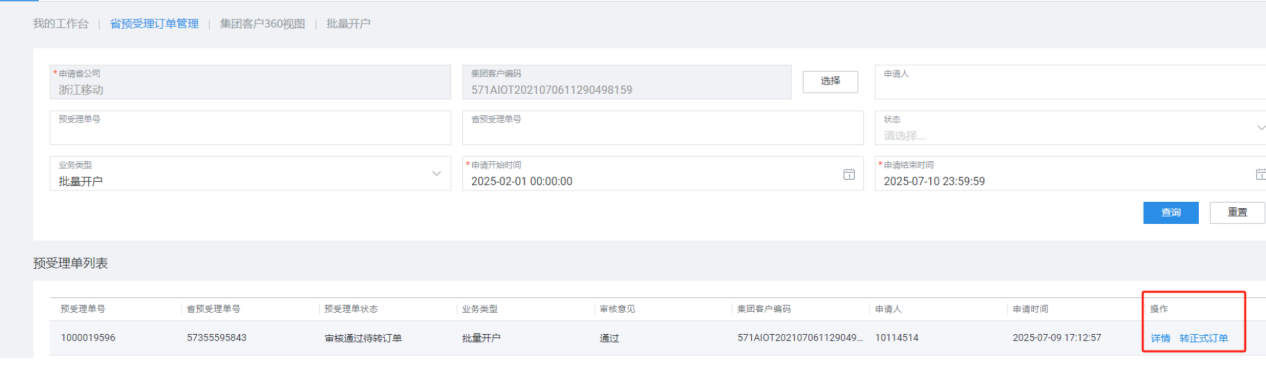 我的工作台 | 省预受理订单管理 | 集团客户360视图 | 批量开户
*申请省公司 集团客户编码 申请人
浙江移动 571AIOT2021070611290498159 选择
预受理单号 省预受理单号 状态
请选择...
业务类型 *申请开始时间 *申请结束时间
批量开户 2025-02-01 00:00:00 2025-07-10 23:59:59
查询 重置
预受理单列表
预受理单号 省预受理单号 预受理单状态 业务类型 审核意见 集团客户编码 申请人 申请时间 操作
1000019596 57355595843 审核通过待转订单 批量开户 通过 571AIOT202107061129049... 10114514 2025-07-09 17:12:57 详情 转正式订单